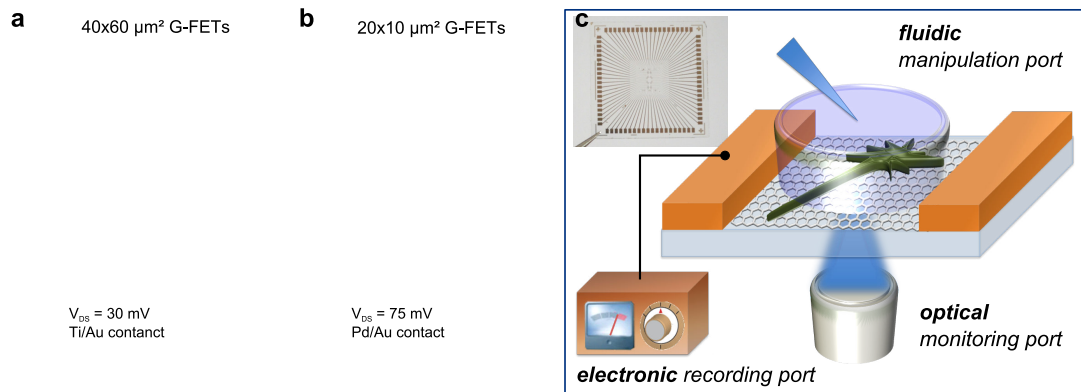 a
40x60 µm² G-FETs
V_DS = 30 mV
Ti/Au contanct
b
20x10 µm² G-FETs
V_DS = 75 mV
Pd/Au contact
c
fluidic
manipulation port
optical
monitoring port
electronic recording port